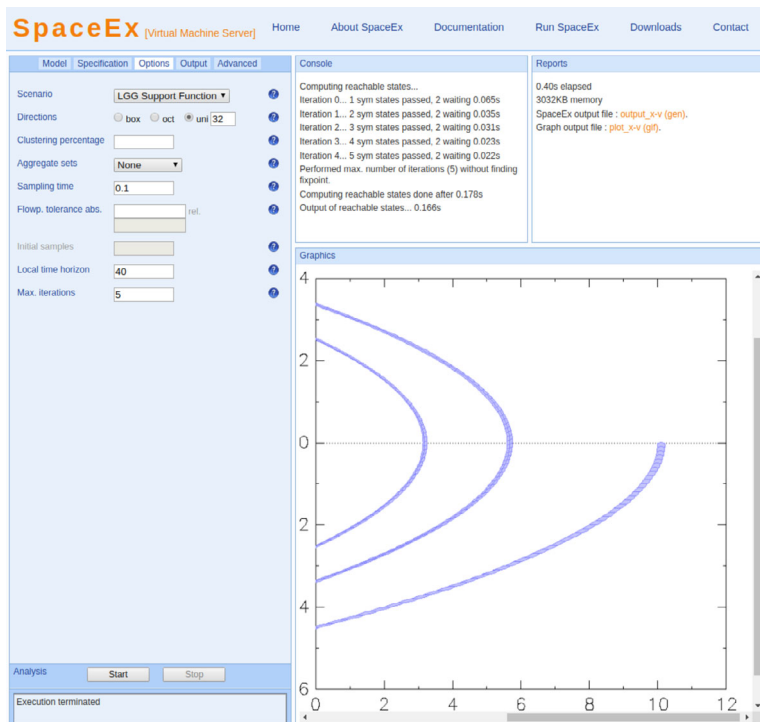 SpaceEx [Virtual Machine Server] Home About SpaceEx Documentation Run SpaceEx Downloads Contact
Model Specification Options Output Advanced
Scenario LGG Support Function
Directions box oct uni 32
Clustering percentage
Aggregate sets None
Sampling time 0.1
Flowp. tolerance abs. rel.
Initial samples
Local time horizon 40
Max. iterations 5
Analysis Start Stop
Execution terminated
Console
Computing reachable states...
Iteration 0... 1 sym states passed, 2 waiting 0.065s
Iteration 1... 2 sym states passed, 2 waiting 0.035s
Iteration 2... 3 sym states passed, 2 waiting 0.031s
Iteration 3... 4 sym states passed, 2 waiting 0.023s
Iteration 4... 5 sym states passed, 2 waiting 0.022s
Performed max. number of iterations (5) without finding
fixpoint.
Computing reachable states done after 0.178s
Output of reachable states... 0.166s
Reports
0.40s elapsed
3032KB memory
SpaceEx output file : output_x-v (gen).
Graph output file : plot_x-v (gif).
Graphics
4
2
0
2
4
6
0 2 4 6 8 10 12